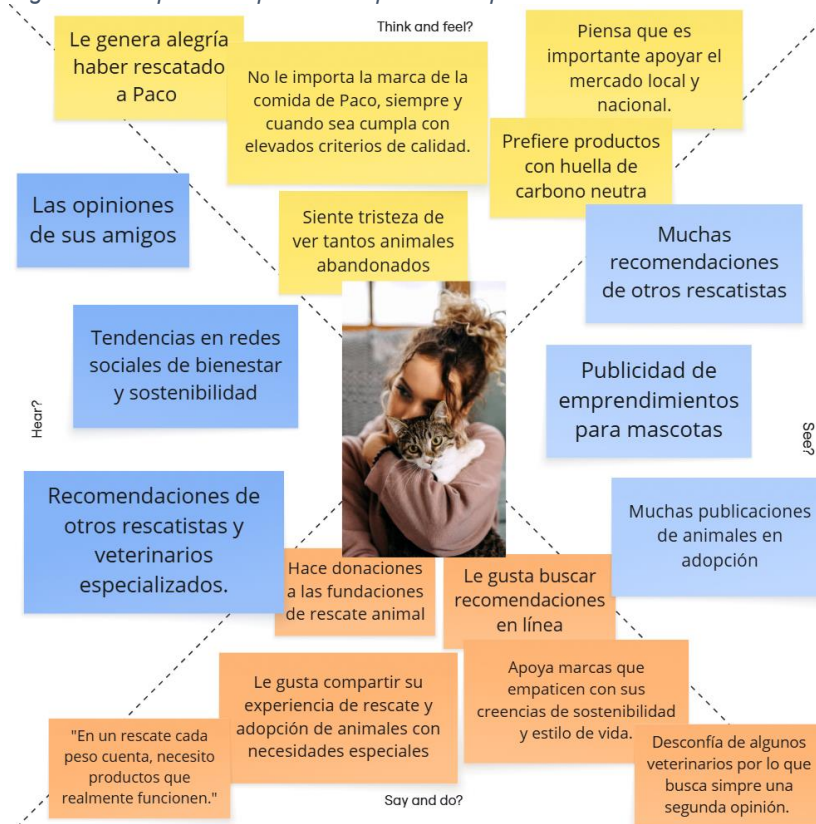 Think and feel?
Le genera alegría
haber rescatado
a Paco
No le importa la marca de la
comida de Paco, siempre y
cuando sea cumpla con
elevados criterios de calidad.
Piensa que es
importante apoyar el
mercado local y
nacional.
Prefiere productos
con huella de
carbono neutra
Siente tristeza de
ver tantos animales
abandonados
Hear?
Las opiniones
de sus amigos
Tendencias en redes
sociales de bienestar
y sostenibilidad
Recomendaciones de
otros rescatistas y
veterinarios
especializados.
See?
Muchas
recomendaciones
de otros rescatistas
Publicidad de
emprendimientos
para mascotas
Muchas publicaciones
de animales en
adopción
Hace donaciones
a las fundaciones
de rescate animal
Le gusta buscar
recomendaciones
en línea
Le gusta compartir su
experiencia de rescate y
adopción de animales con
necesidades especiales
Apoya marcas que
empaticen con sus
creencias de sostenibilidad
y estilo de vida.
"En un rescate cada
peso cuenta, necesito
productos que
realmente funcionen."
Desconfía de algunos
veterinarios por lo que
busca simpre una
segunda opinión.
Say and do?